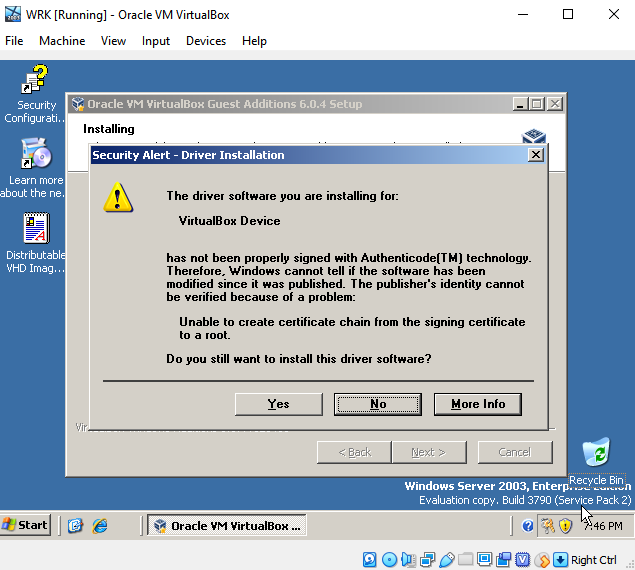 WRK [Running] - Oracle VM VirtualBox
File Machine View Input Devices Help
Security
Configurati...
Learn more
about the ne...
Distributable
VHD Imag...
Oracle VM VirtualBox Guest Additions 6.0.4 Setup
Installing
Security Alert - Driver Installation
The driver software you are installing for:
VirtualBox Device
has not been properly signed with Authenticode(TM) technology.
Therefore, Windows cannot tell if the software has been
modified since it was published. The publisher's identity cannot
be verified because of a problem:
Unable to create certificate chain from the signing certificate
to a root.
Do you still want to install this driver software?
Yes No More Info
< Back Next > Cancel
Recycle Bin
Windows Server 2003, Enterprise Edition
Evaluation copy. Build 3790 (Service Pack 2)
Start Oracle VM VirtualBox ... 7:46 PM
Right Ctrl